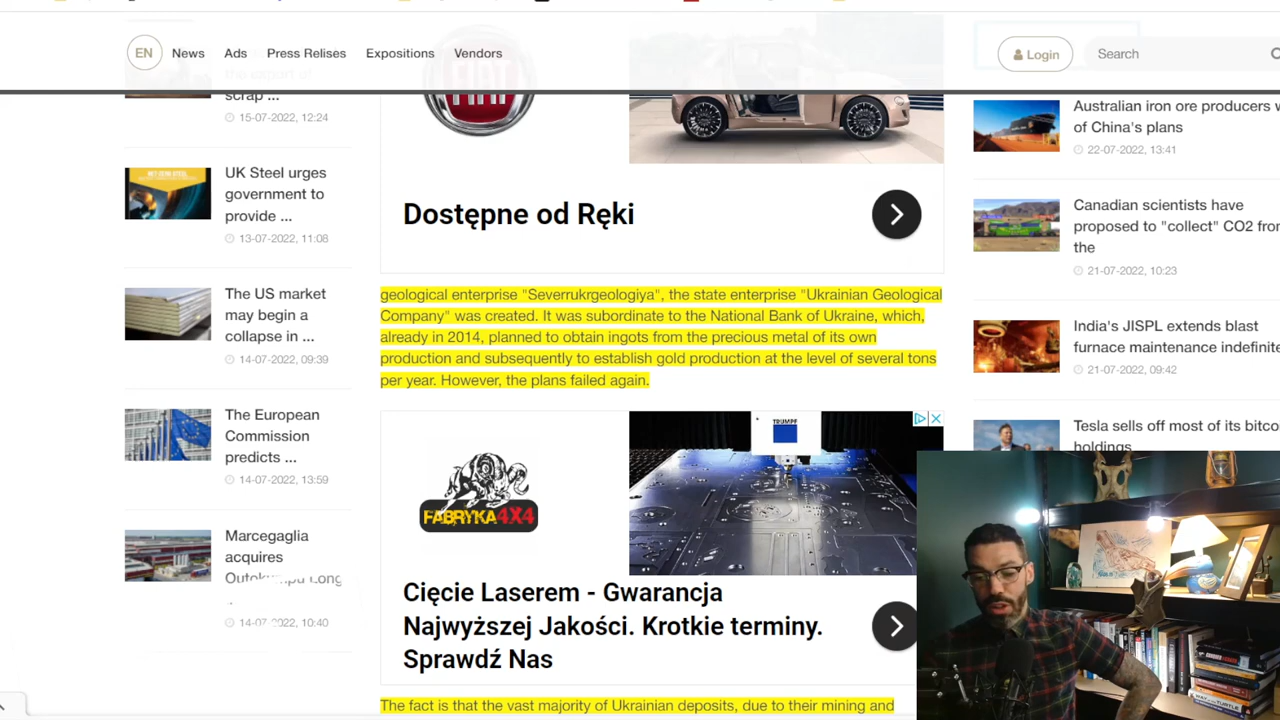 EN
News
Ads
Press Relises
Expositions
Vendors
Login
Search
scrap ...
15-07-2022, 12:24
UK Steel urges
government to
provide ...
13-07-2022, 11:08
The US market
may begin a
collapse in ...
14-07-2022, 09:39
The European
Commission
predicts ...
14-07-2022, 13:59
Marcegaglia
acquires
Outokumpu Long
14-07-2022, 10:40
FIAT
Dostępne od Ręki
geological enterprise "Severrukrgeologiya", the state enterprise "Ukrainian Geological
Company" was created. It was subordinate to the National Bank of Ukraine, which,
already in 2014, planned to obtain ingots from the precious metal of its own
production and subsequently to establish gold production at the level of several tons
per year. However, the plans failed again.
TRUMPF
FABRYKA4X4
Cięcie Laserem - Gwarancja
Najwyższej Jakości. Krotkie terminy.
Sprawdź Nas
The fact is that the vast majority of Ukrainian deposits, due to their mining and
Australian iron ore producers
of China's plans
22-07-2022, 13:41
Canadian scientists have
proposed to "collect" CO2
the
21-07-2022, 10:23
India's JISPL extends blast
furnace maintenance
21-07-2022, 09:42
Tesla sells off most of its
holdings